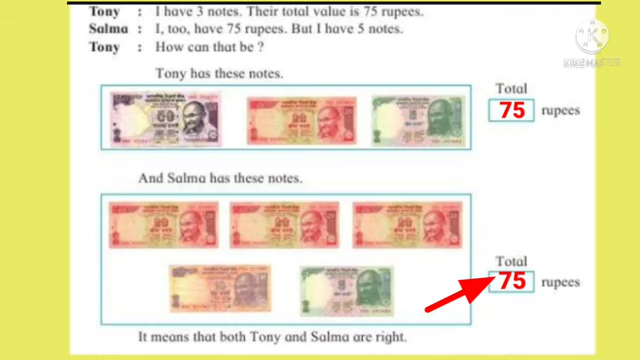 Tony : I have 3 notes. Their total value is 75 rupees.
Salma : I, too, have 75 rupees. But I have 5 notes.
Tony : How can that be ?
KINEMASTER
Tony has these notes.
Total
75 rupees
And Salma has these notes.
Total
75 rupees
It means that both Tony and Salma are right.